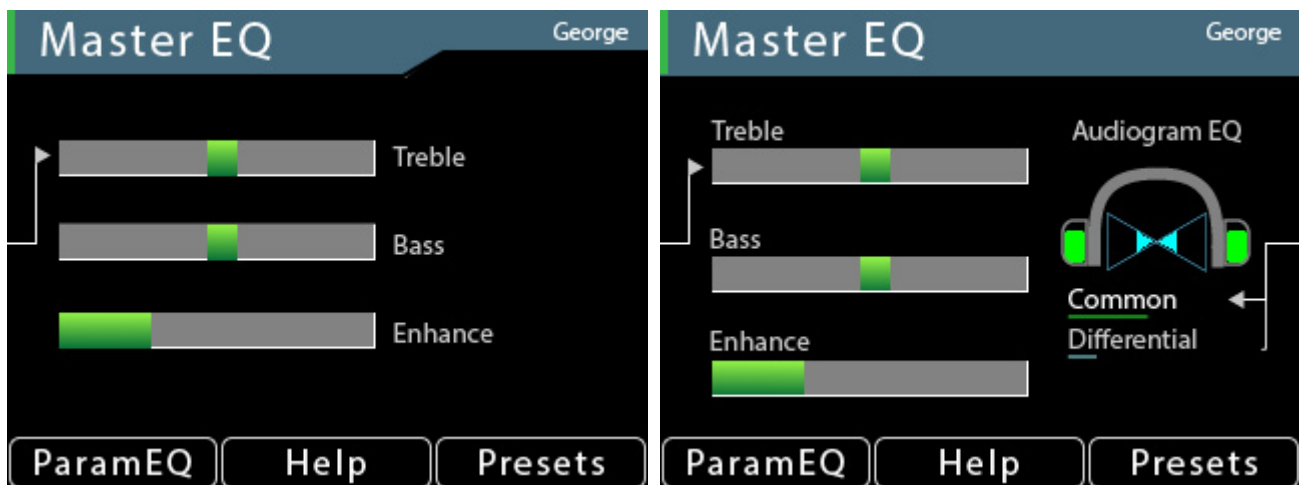 Master EQ
George
Treble
Bass
Enhance
ParamEQ
Help
Presets
Master EQ
George
Treble
Audiogram EQ
Bass
Common
Differential
Enhance
ParamEQ
Help
Presets